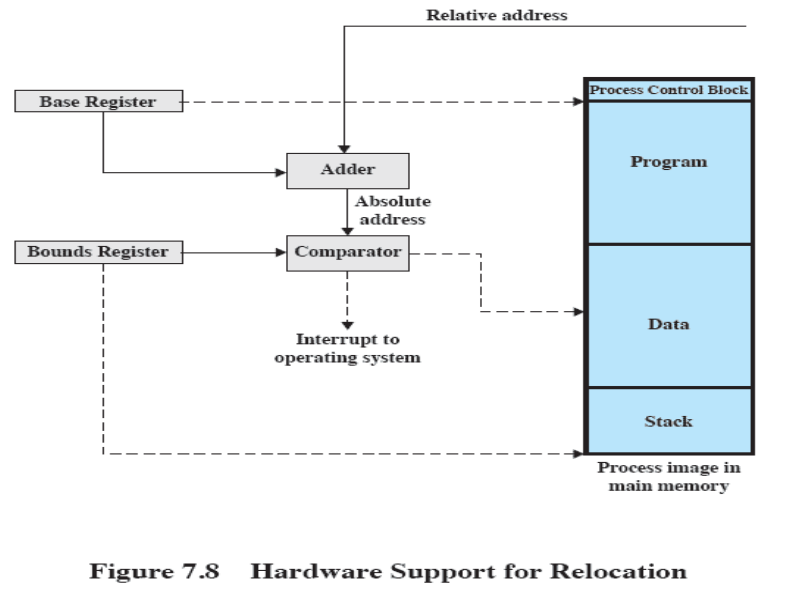 Relative address
Process Control Block
Base Register
Program
Adder
Absolute
address
Bounds Register
Comparator
Data
Interrupt to
operating system
Stack
Process image in
main memory
Figure 7.8 Hardware Support for Relocation